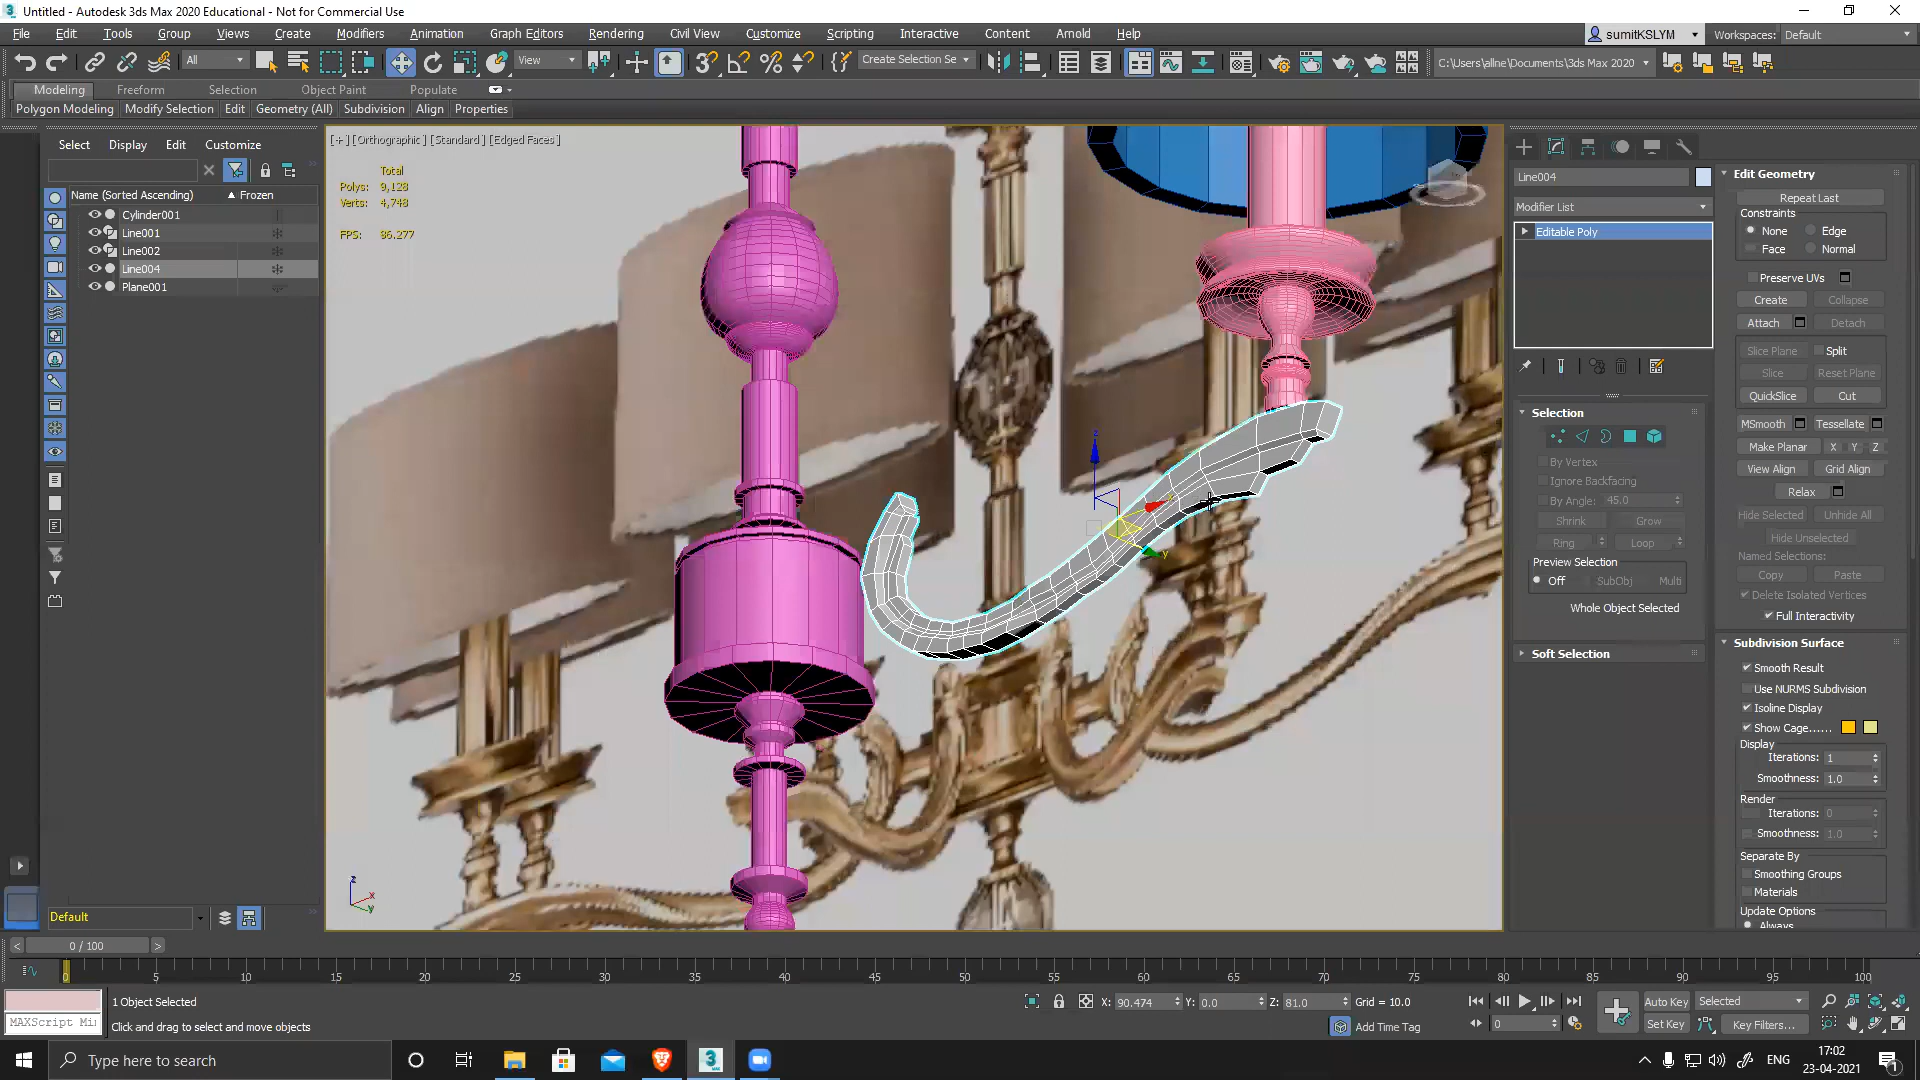 Untitled - Autodesk 3ds Max 2020 Educational - Not for Commercial Use
File Edit Tools Group Views Create Modifiers Animation Graph Editors Rendering Civil View Customize Scripting Interactive Content Arnold Help
sumitKSLYM Workspaces: Default
All View Create Selection Se C:\Users\allne\Documents\3ds Max 2020
Modeling Freeform Selection Object Paint Populate
Polygon Modeling Modify Selection Edit Geometry (All) Subdivision Align Properties
Select Display Edit Customize
Name (Sorted Ascending) Frozen
Cylinder001
Line001
Line002
Line004
Plane001
Default
[+] [Orthographic] [Standard] [Edged Faces]
Total
Polys: 9,128
Verts: 4,748
FPS: 86.277
z x y
z x y
Line004
Modifier List
Editable Poly
Selection
By Vertex
Ignore Backfacing
By Angle: 45.0
Shrink Grow
Ring Loop
Preview Selection
Off SubObj Multi
Whole Object Selected
Soft Selection
Edit Geometry
Repeat Last
Constraints
None Edge
Face Normal
Preserve UVs
Create Collapse
Attach Detach
Slice Plane Split
Slice Reset Plane
QuickSlice Cut
MSmooth Tessellate
Make Planar X Y Z
View Align Grid Align
Relax
Hide Selected Unhide All
Hide Unselected
Named Selections:
Copy Paste
Delete Isolated Vertices
Full Interactivity
Subdivision Surface
Smooth Result
Use NURMS Subdivision
Isoline Display
Show Cage......
Display
Iterations: 1
Smoothness: 1.0
Render
Iterations: 0
Smoothness: 1.0
Separate By
Smoothing Groups
Materials
Update Options
Always
0 / 100
0 5 10 15 20 25 30 35 40 45 50 55 60 65 70 75 80 85 90 95 100
1 Object Selected
MAXScript Mi
Click and drag to select and move objects
X: 90.474 Y: 0.0 Z: 81.0 Grid = 10.0
Add Time Tag
0
Auto Key Selected
Set Key Key Filters...
Type here to search
ENG
17:02
23-04-2021
1